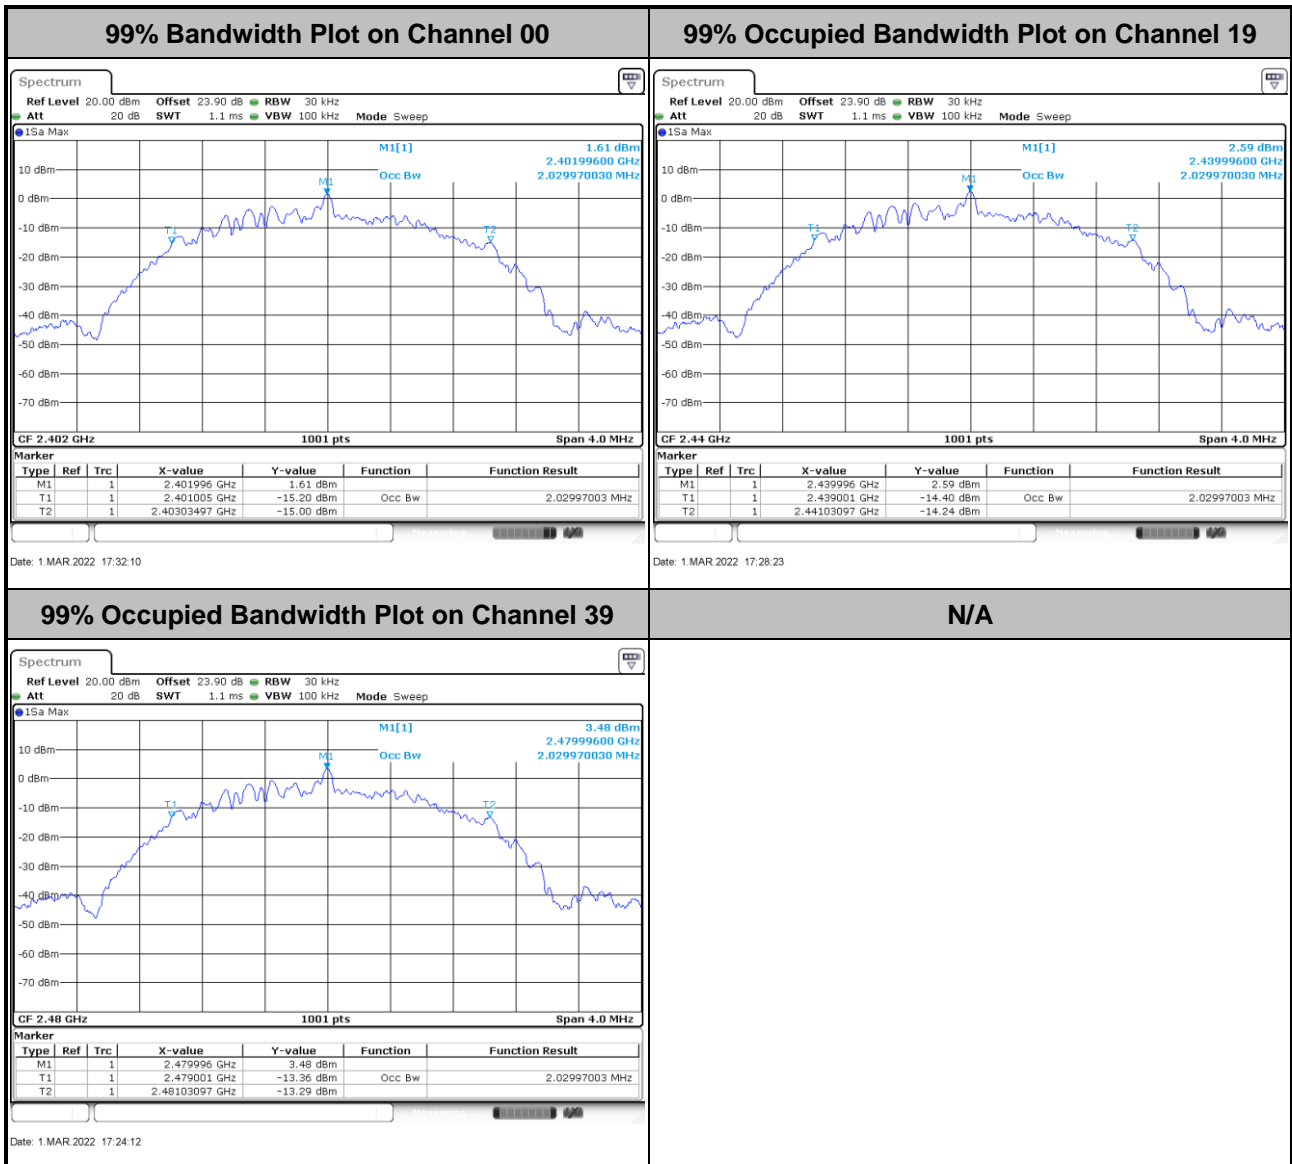 99% Bandwidth Plot on Channel 00
Spectrum
Ref Level 20.00 dBm Offset 23.90 dB RBW 30 kHz
Att 20 dB SWT 1.1 ms VBW 100 kHz Mode Sweep
1Sa Max
M1[1] 1.61 dBm
2.40199600 GHz
Occ Bw 2.029970030 MHz
10 dBm
M1
0 dBm
-10 dBm
T1 T2
-20 dBm
-30 dBm
-40 dBm
-50 dBm
-60 dBm
-70 dBm
CF 2.402 GHz 1001 pts Span 4.0 MHz
Marker
Type Ref Trc X-value Y-value Function Function Result
M1 1 2.401996 GHz 1.61 dBm
T1 1 2.401005 GHz -15.20 dBm Occ Bw 2.02997003 MHz
T2 1 2.40303497 GHz -15.00 dBm
Measuring
Date: 1.MAR.2022 17:32:10
99% Occupied Bandwidth Plot on Channel 19
Spectrum
Ref Level 20.00 dBm Offset 23.90 dB RBW 30 kHz
Att 20 dB SWT 1.1 ms VBW 100 kHz Mode Sweep
1Sa Max
M1[1] 2.59 dBm
2.43999600 GHz
Occ Bw 2.029970030 MHz
10 dBm
M1
0 dBm
-10 dBm
T1 T2
-20 dBm
-30 dBm
-40 dBm
-50 dBm
-60 dBm
-70 dBm
CF 2.44 GHz 1001 pts Span 4.0 MHz
Marker
Type Ref Trc X-value Y-value Function Function Result
M1 1 2.439996 GHz 2.59 dBm
T1 1 2.439001 GHz -14.40 dBm Occ Bw 2.02997003 MHz
T2 1 2.44103097 GHz -14.24 dBm
Measuring
Date: 1.MAR.2022 17:28:23
99% Occupied Bandwidth Plot on Channel 39
Spectrum
Ref Level 20.00 dBm Offset 23.90 dB RBW 30 kHz
Att 20 dB SWT 1.1 ms VBW 100 kHz Mode Sweep
1Sa Max
M1[1] 3.48 dBm
2.47999600 GHz
Occ Bw 2.029970030 MHz
10 dBm
M1
0 dBm
-10 dBm
T1 T2
-20 dBm
-30 dBm
-40 dBm
-50 dBm
-60 dBm
-70 dBm
CF 2.48 GHz 1001 pts Span 4.0 MHz
Marker
Type Ref Trc X-value Y-value Function Function Result
M1 1 2.479996 GHz 3.48 dBm
T1 1 2.479001 GHz -13.36 dBm Occ Bw 2.02997003 MHz
T2 1 2.48103097 GHz -13.29 dBm
Measuring
Date: 1.MAR.2022 17:24:12
N/A